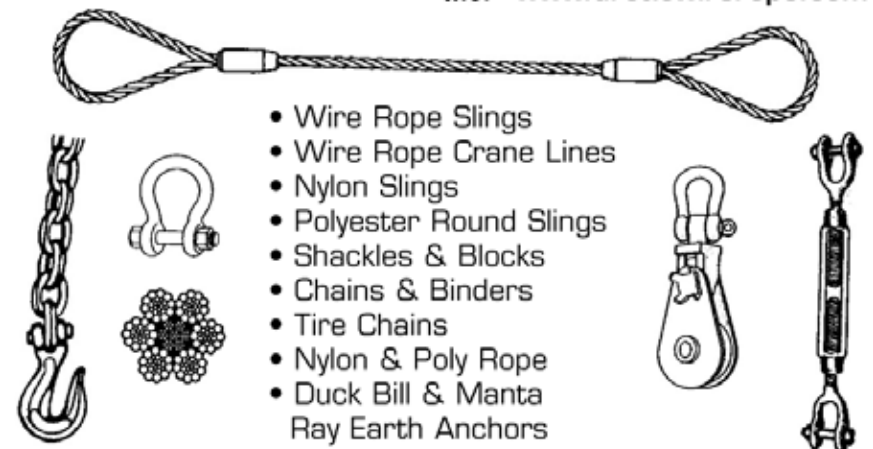 • Wire Rope Slings
• Wire Rope Crane Lines
• Nylon Slings
• Polyester Round Slings
• Shackles & Blocks
• Chains & Binders
• Tire Chains
• Nylon & Poly Rope
• Duck Bill & Manta
Ray Earth Anchors